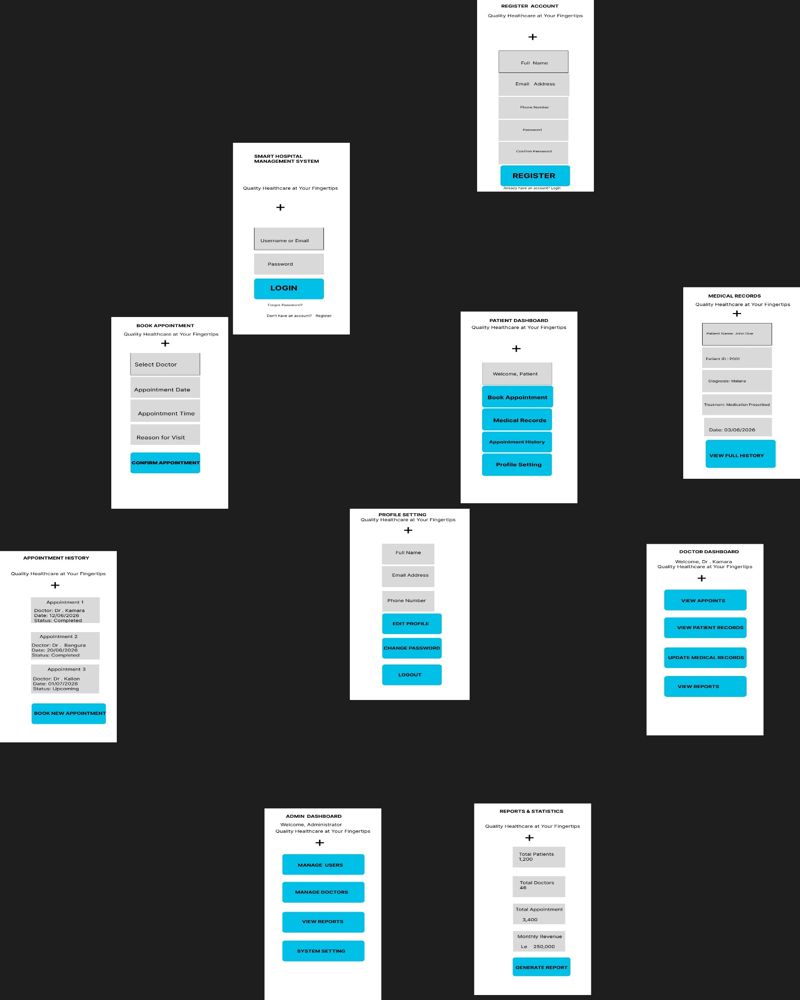 REGISTER ACCOUNT
Quality Healthcare at Your Fingertips
+
Full Name
Email Address
Phone Number
Password
Confirm Password
REGISTER
Already have an account? Login
SMART HOSPITAL
MANAGEMENT SYSTEM
Quality Healthcare at Your Fingertips
+
Username or Email
Password
LOGIN
Forgot Password?
Don't have an account? Register
BOOK APPOINTMENT
Quality Healthcare at Your Fingertips
+
Select Doctor
Appointment Date
Appointment Time
Reason for Visit
CONFIRM APPOINTMENT
PATIENT DASHBOARD
Quality Healthcare at Your Fingertips
+
Welcome, Patient
Book Appointment
Medical Records
Appointment History
Profile Setting
MEDICAL RECORDS
Quality Healthcare at Your Fingertips
+
Patient Name: John Doe
Patient ID : P001
Diagnosis: Malaria
Treatment: Medication Prescribed
Date: 03/06/2026
VIEW FULL HISTORY
PROFILE SETTING
Quality Healthcare at Your Fingertips
+
Full Name
Email Address
Phone Number
EDIT PROFILE
CHANGE PASSWORD
LOGOUT
APPOINTMENT HISTORY
Quality Healthcare at Your Fingertips
+
Appointment 1
Doctor: Dr . Kamara
Date: 12/06/2026
Status: Completed
Appointment 2
Doctor: Dr . Bangura
Date: 20/06/2026
Status: Completed
Appointment 3
Doctor: Dr . Kallon
Date: 01/07/2026
Status: Upcoming
BOOK NEW APPOINTMENT
DOCTOR DASHBOARD
Welcome, Dr . Kamara
Quality Healthcare at Your Fingertips
+
VIEW APPOINTS
VIEW PATIENT RECORDS
UPDATE MEDICAL RECORDS
VIEW REPORTS
ADMIN DASHBOARD
Welcome, Administrator
Quality Healthcare at Your Fingertips
+
MANAGE USERS
MANAGE DOCTORS
VIEW REPORTS
SYSTEM SETTING
REPORTS & STATISTICS
Quality Healthcare at Your Fingertips
+
Total Patients
1,200
Total Doctors
46
Total Appointment
3,400
Monthly Revenue
Le 250,000
GENERATE REPORT